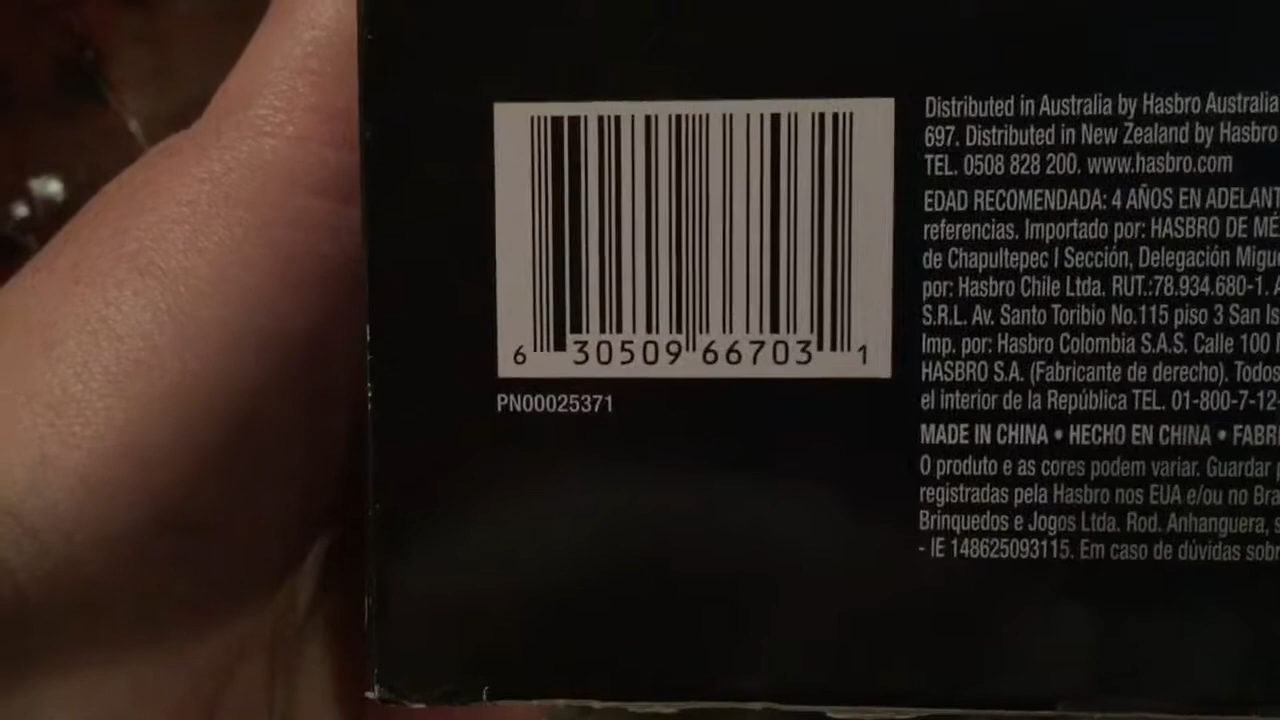 6 30509 66703 1
PN00025371
Distributed in Australia by Hasbro Australia
697. Distributed in New Zealand by Hasbro
TEL. 0508 828 200. www.hasbro.com
EDAD RECOMENDADA: 4 AÑOS EN ADELANT
referencias. Importado por: HASBRO DE MÉ
de Chapultepec I Sección, Delegación Migue
por: Hasbro Chile Ltda. RUT.:78.934.680-1.
S.R.L. Av. Santo Toribio No.115 piso 3 San Is
Imp. por: Hasbro Colombia S.A.S. Calle 100
HASBRO S.A. (Fabricante de derecho). Todos
el interior de la República TEL. 01-800-7-12-
MADE IN CHINA • HECHO EN CHINA • FABRI
O produto e as cores podem variar. Guardar
registradas pela Hasbro nos EUA e/ou no Bra
Brinquedos e Jogos Ltda. Rod. Anhanguera, s
- IE 148625093115. Em caso de dúvidas sobr